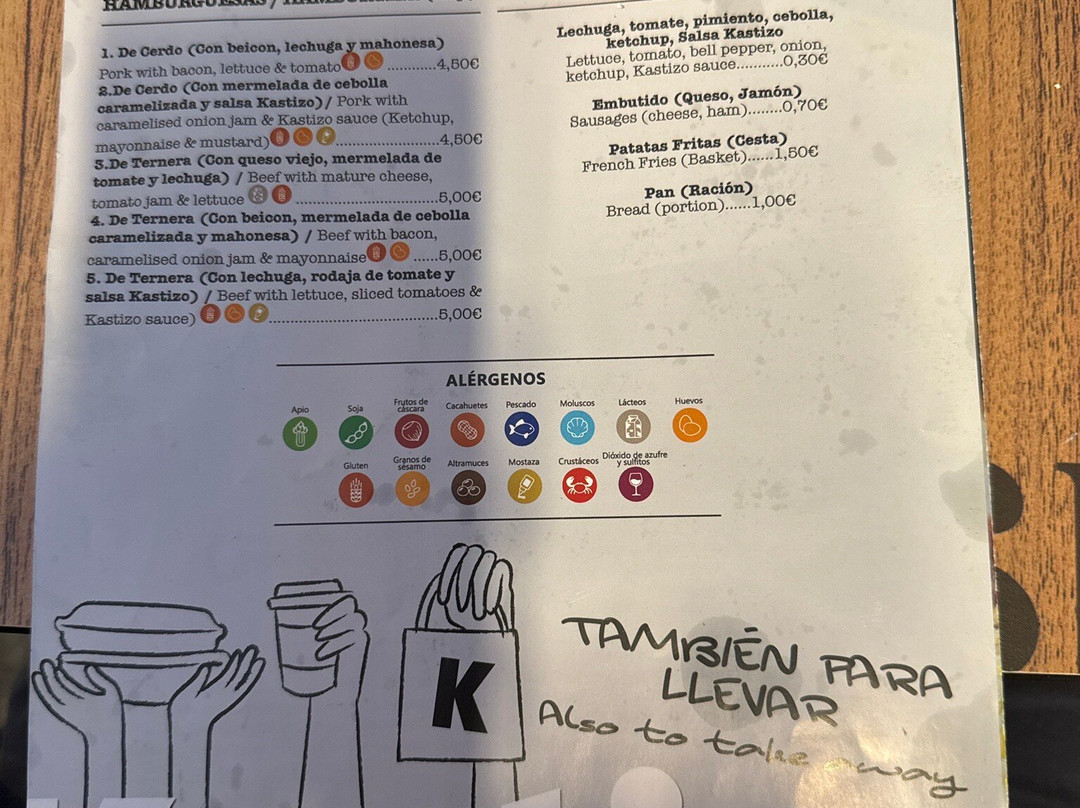 HAMBURGUESAS /
1. De Cerdo (Con beicon, lechuga y mahonesa)
Pork with bacon, lettuce & tomato ...........4,50€
2.De Cerdo (Con mermelada de cebolla
caramelizada y salsa Kastizo) / Pork with
caramelised onion jam & Kastizo sauce (Ketchup,
mayonnaise & mustard) ......................4,50€
3.De Ternera (Con queso viejo, mermelada de
tomate y lechuga) / Beef with mature cheese,
tomato jam & lettuce ..............................5,00€
4. De Ternera (Con beicon, mermelada de cebolla
caramelizada y mahonesa) / Beef with bacon,
caramelised onion jam & mayonnaise ......5,00€
5. De Ternera (Con lechuga, rodaja de tomate y
salsa Kastizo) / Beef with lettuce, sliced tomatoes &
Kastizo sauce) ....................................5,00€
Lechuga, tomate, pimiento, cebolla,
ketchup, Salsa Kastizo
Lettuce, tomato, bell pepper, onion,
ketchup, Kastizo sauce...........0,30€
Embutido (Queso, Jamón)
Sausages (cheese, ham)........0,70€
Patatas Fritas (Cesta)
French Fries (Basket)......1,50€
Pan (Ración)
Bread (portion)......1,00€
ALÉRGENOS
Apio Soja Frutos de cáscara Cacahuetes Pescado Moluscos Lácteos Huevos
Gluten Granos de sésamo Altramuces Mostaza Crustáceos Dióxido de azufre y sulfitos
K
TAMBIÉN PARA
LLEVAR
Also to take away